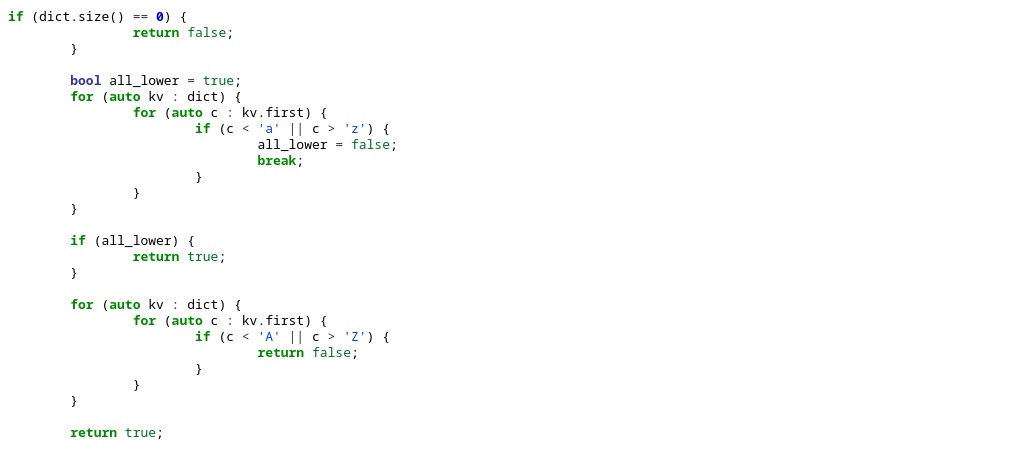 if (dict.size() == 0) {
                return false;
        }

        bool all_lower = true;
        for (auto kv : dict) {
                for (auto c : kv.first) {
                        if (c < 'a' || c > 'z') {
                                all_lower = false;
                                break;
                        }
                }
        }

        if (all_lower) {
                return true;
        }

        for (auto kv : dict) {
                for (auto c : kv.first) {
                        if (c < 'A' || c > 'Z') {
                                return false;
                        }
                }
        }

        return true;